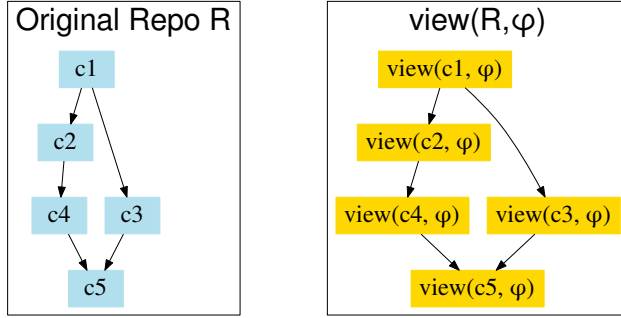 Original Repo R
c1
c2
c4
c3
c5
view(R,φ)
view(c1, φ)
view(c2, φ)
view(c4, φ)
view(c3, φ)
view(c5, φ)